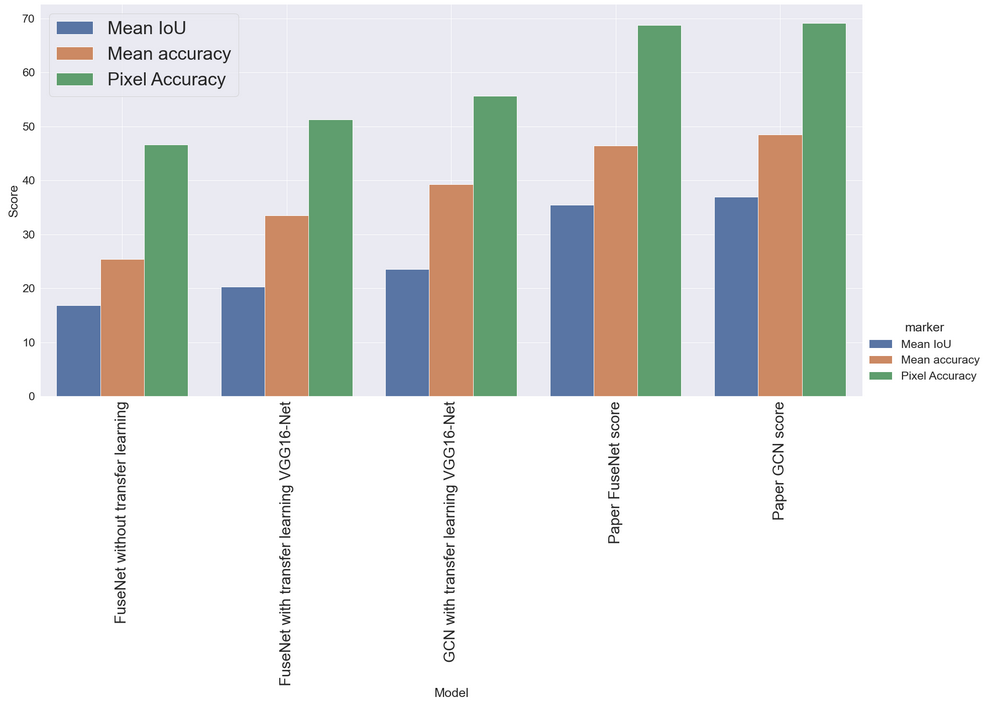 70
60
50
40
30
20
10
0
Score
Mean IoU
Mean accuracy
Pixel Accuracy
marker
Mean IoU
Mean accuracy
Pixel Accuracy
FuseNet without transfer learning
FuseNet with transfer learning VGG16-Net
GCN with transfer learning VGG16-Net
Paper FuseNet score
Paper GCN score
Model